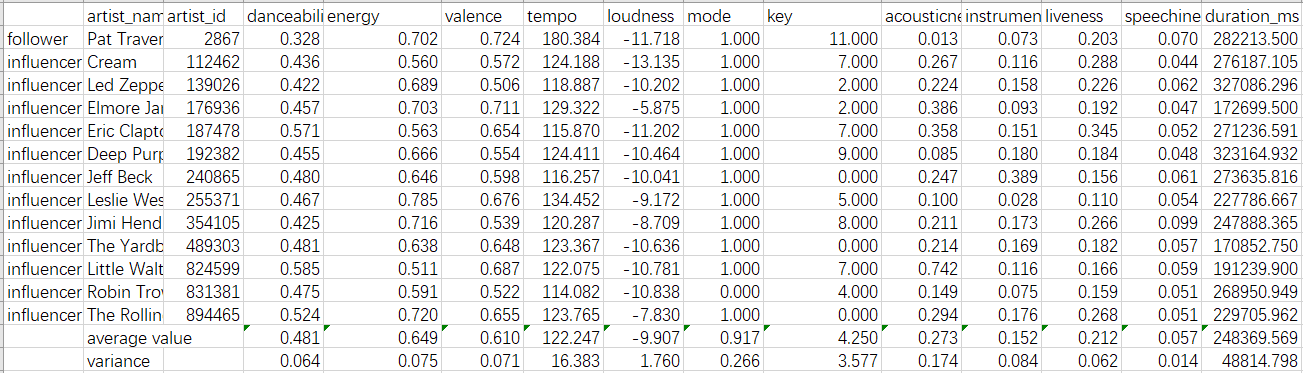 artist_nam artist_id danceabili energy valence tempo loudness mode key acousticne instrumen liveness speechine duration_ms
follower Pat Traver 2867 0.328 0.702 0.724 180.384 -11.718 1.000 11.000 0.013 0.073 0.203 0.070 282213.500
influencer Cream 112462 0.436 0.560 0.572 124.188 -13.135 1.000 7.000 0.267 0.116 0.288 0.044 276187.105
influencer Led Zeppe 139026 0.422 0.689 0.506 118.887 -10.202 1.000 2.000 0.224 0.158 0.226 0.062 327086.296
influencer Elmore Jai 176936 0.457 0.703 0.711 129.322 -5.875 1.000 2.000 0.386 0.093 0.192 0.047 172699.500
influencer Eric Clapto 187478 0.571 0.563 0.654 115.870 -11.202 1.000 7.000 0.358 0.151 0.345 0.052 271236.591
influencer Deep Purp 192382 0.455 0.666 0.554 124.411 -10.464 1.000 9.000 0.085 0.180 0.184 0.048 323164.932
influencer Jeff Beck 240865 0.480 0.646 0.598 116.257 -10.041 1.000 0.000 0.247 0.389 0.156 0.061 273635.816
influencer Leslie Wes 255371 0.467 0.785 0.676 134.452 -9.172 1.000 5.000 0.100 0.028 0.110 0.054 227786.667
influencer Jimi Hend 354105 0.425 0.716 0.539 120.287 -8.709 1.000 8.000 0.211 0.173 0.266 0.099 247888.365
influencer The Yardb 489303 0.481 0.638 0.648 123.367 -10.636 1.000 0.000 0.214 0.169 0.182 0.057 170852.750
influencer Little Walt 824599 0.585 0.511 0.687 122.075 -10.781 1.000 7.000 0.742 0.116 0.166 0.059 191239.900
influencer Robin Tro 831381 0.475 0.591 0.522 114.082 -10.838 0.000 4.000 0.149 0.075 0.159 0.051 268950.949
influencer The Rollin 894465 0.524 0.720 0.655 123.765 -7.830 1.000 0.000 0.294 0.176 0.268 0.051 229705.962
average value 0.481 0.649 0.610 122.247 -9.907 0.917 4.250 0.273 0.152 0.212 0.057 248369.569
variance 0.064 0.075 0.071 16.383 1.760 0.266 3.577 0.174 0.084 0.062 0.014 48814.798